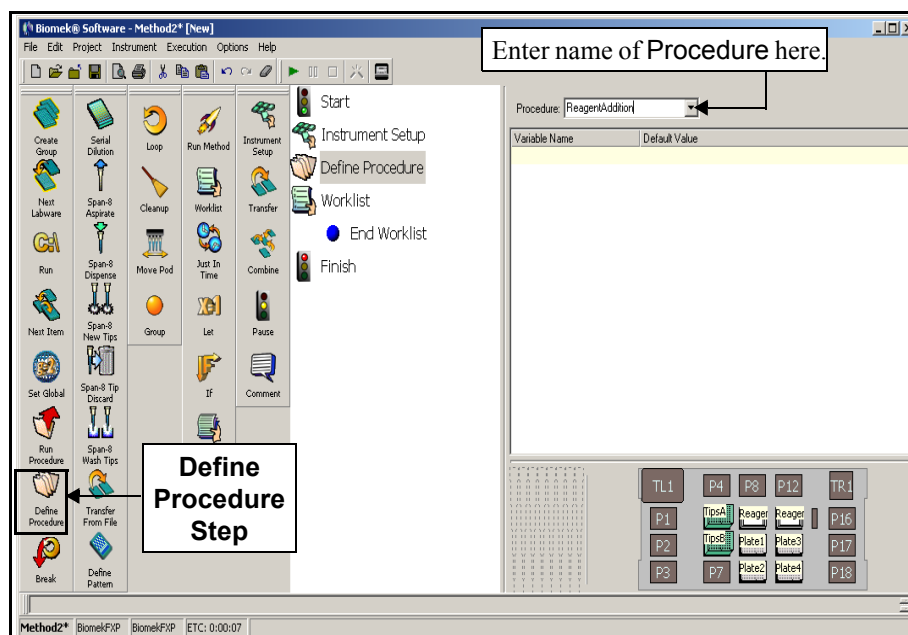 Biomek® Software - Method2* [New]
File Edit Project Instrument Execution Options Help
Enter name of Procedure here.
Create Group
Serial Dilution
Loop
Run Method
Instrument Setup
Next Labware
Span-8 Aspirate
Cleanup
Worklist
Transfer
Run
Span-8 Dispense
Move Pod
Just In Time
Combine
Next Item
Span-8 New Tips
Group
Let
Pause
Set Global
Span-8 Tip Discard
If
Comment
Run Procedure
Span-8 Wash Tips
Define Procedure
Transfer From File
Break
Define Pattern
Define
Procedure
Step
Start
Instrument Setup
Define Procedure
Worklist
End Worklist
Finish
Procedure: ReagentAddition
Variable Name Default Value
TL1 P4 P8 P12 TR1
P1 TipsA Reager Reager P16
P2 TipsB Plate1 Plate3 P17
P3 P7 Plate2 Plate4 P18
Method2* BiomekFXP BiomekFXP ETC: 0:00:07